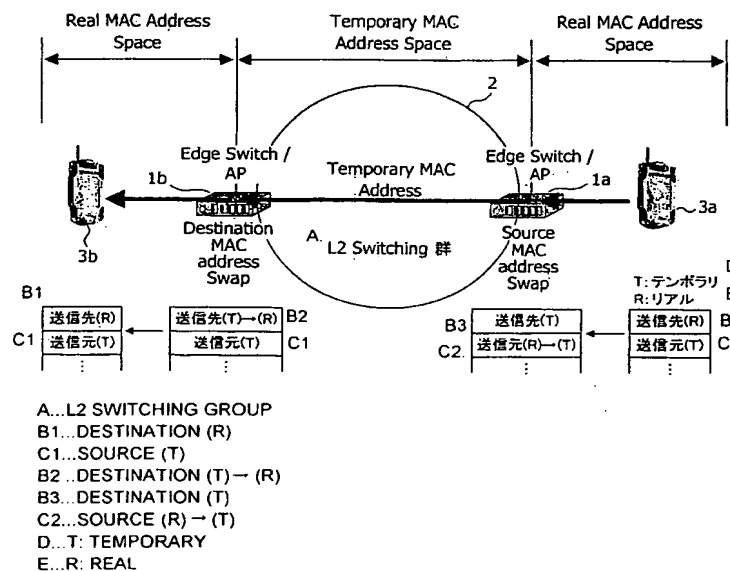 Real MAC Address
Space
Temporary MAC
Address Space
Real MAC Address
Space
2
Edge Switch /
AP
1b
Temporary MAC
Address
Edge Switch /
AP
1a
3b
3a
Destination
MAC
address
Swap
A.
L2 Switching 群
Source
MAC
address
Swap
T:テンポラリ
R:リアル
D
E
B1
送信先(R)
C1
送信元(T)
⋮
送信先(T)→(R)
B2
送信元(T)
C1
⋮
B3
送信先(T)
C2.
送信元(R)→(T)
⋮
送信先(R)
B
送信元(T)
C
⋮
A...L2 SWITCHING GROUP
B1...DESTINATION (R)
C1...SOURCE (T)
B2 ..DESTINATION (T)→ (R)
B3...DESTINATION (T)
C2...SOURCE (R) → (T)
D...T: TEMPORARY
E...R: REAL